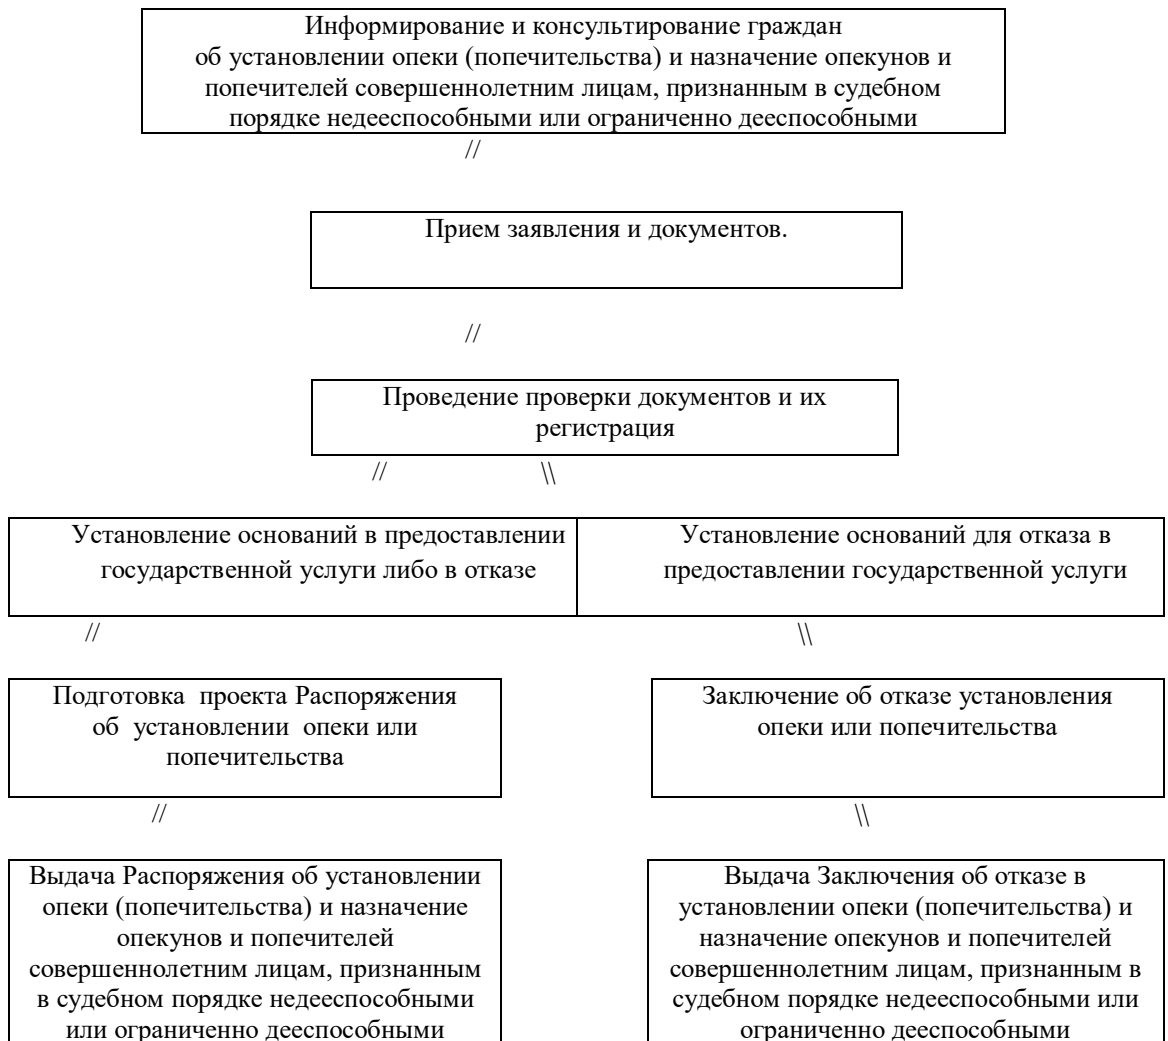 Информирование и консультирование граждан
об установлении опеки (попечительства) и назначение опекунов и
попечителей совершеннолетним лицам, признанным в судебном
порядке недееспособными или ограниченно дееспособными
//
Прием заявления и документов.
//
Проведение проверки документов и их
регистрация
// \\
Установление оснований в предоставлении
государственной услуги либо в отказе
Установление оснований для отказа в
предоставлении государственной услуги
// \\
Подготовка проекта Распоряжения
об установлении опеки или
попечительства
Заключение об отказе установления
опеки или попечительства
// \\
Выдача Распоряжения об установлении
опеки (попечительства) и назначение
опекунов и попечителей
совершеннолетним лицам, признанным
в судебном порядке недееспособными
или ограниченно дееспособными
Выдача Заключения об отказе в
установлении опеки (попечительства) и
назначение опекунов и попечителей
совершеннолетним лицам, признанным в
судебном порядке недееспособными или
ограниченно дееспособными